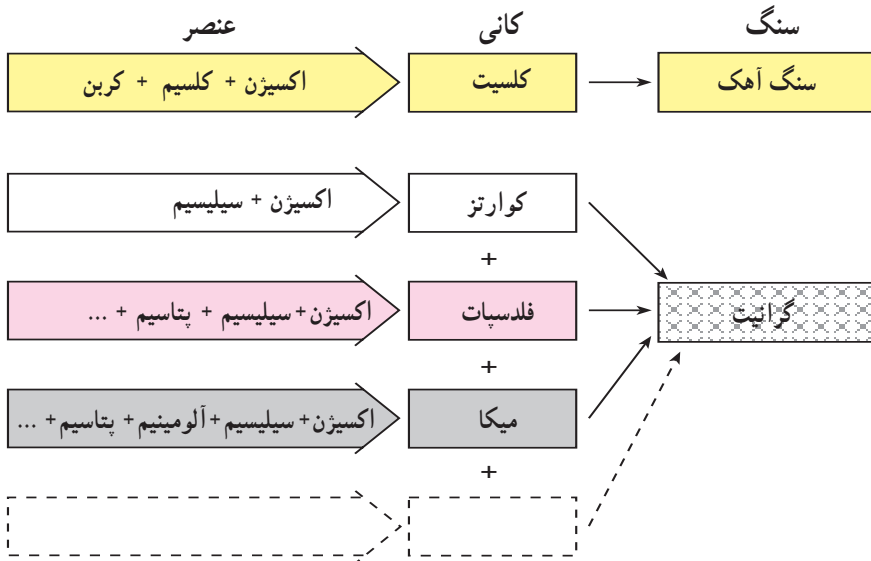 سنگ کانی عنصر
سنگ آهک کلسیت اکسیژن + کلسیم + کربن
کوارتز اکسیژن + سیلیسیم
+
گرانیت فلدسپات اکسیژن+سیلیسیم + پتاسیم + ...
+
میکا اکسیژن+سیلیسیم+آلومینیم+ پتاسیم+ ...
+